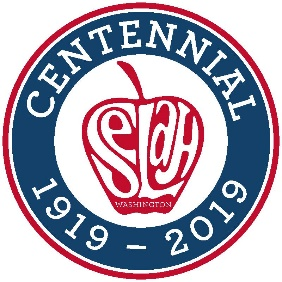 CENTENNIAL
SeLaH
WASHINGTON
1919 – 2019